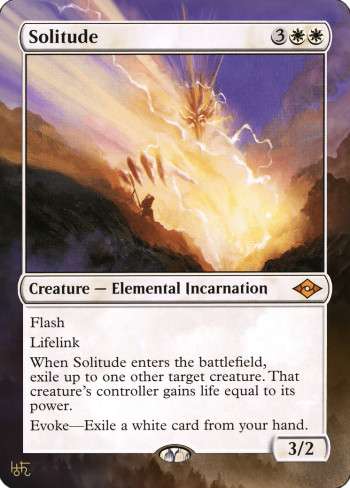 Solitude 3
Creature — Elemental Incarnation
Flash
Lifelink
When Solitude enters the battlefield,
exile up to one other target creature. That
creature's controller gains life equal to its
power.
Evoke—Exile a white card from your hand.
3/2